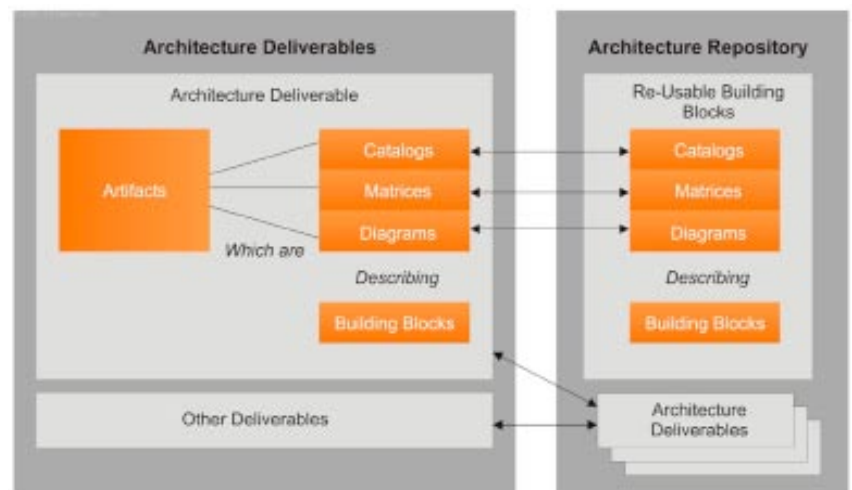 Architecture Deliverables
Architecture Deliverable
Artifacts
Which are
Catalogs
Matrices
Diagrams
Describing
Building Blocks
Other Deliverables
Architecture Repository
Re-Usable Building
Blocks
Catalogs
Matrices
Diagrams
Describing
Building Blocks
Architecture
Deliverables